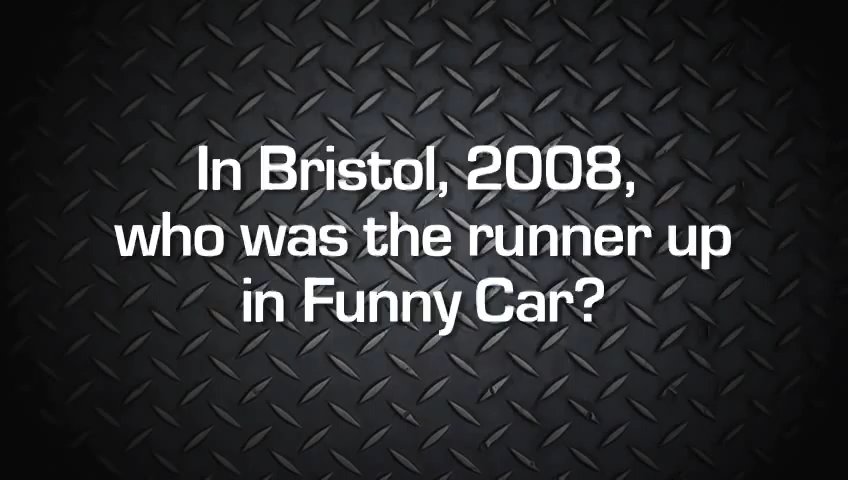 In Bristol, 2008,
who was the runner up
in Funny Car?